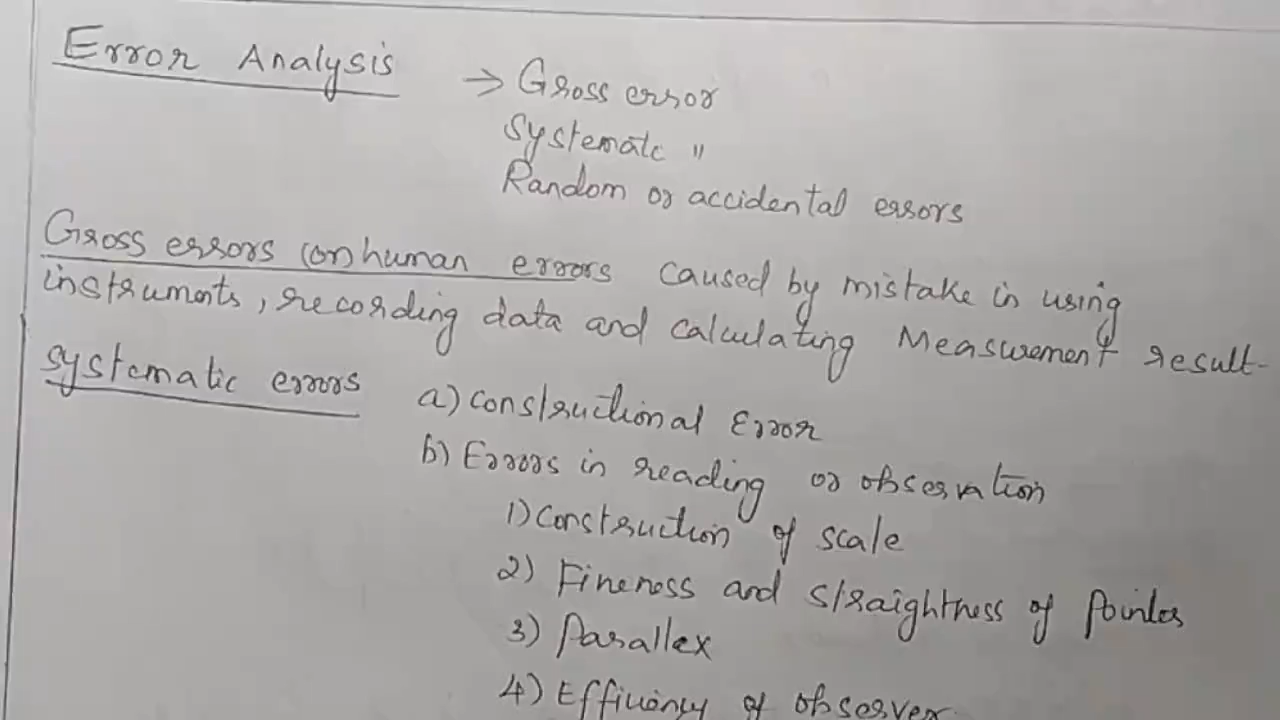 Error Analysis → Gross error
Systematc "
Random or accidental errors
Gross errors (or) human errors caused by mistake in using
instruments, recording data and calculating Measurement result-
systematic errors a) constructional Error
b) Errors in reading or observation
1) construction of scale
2) Fineness and straightness of Pointer
3) Parallex
4) Efficiency of observer